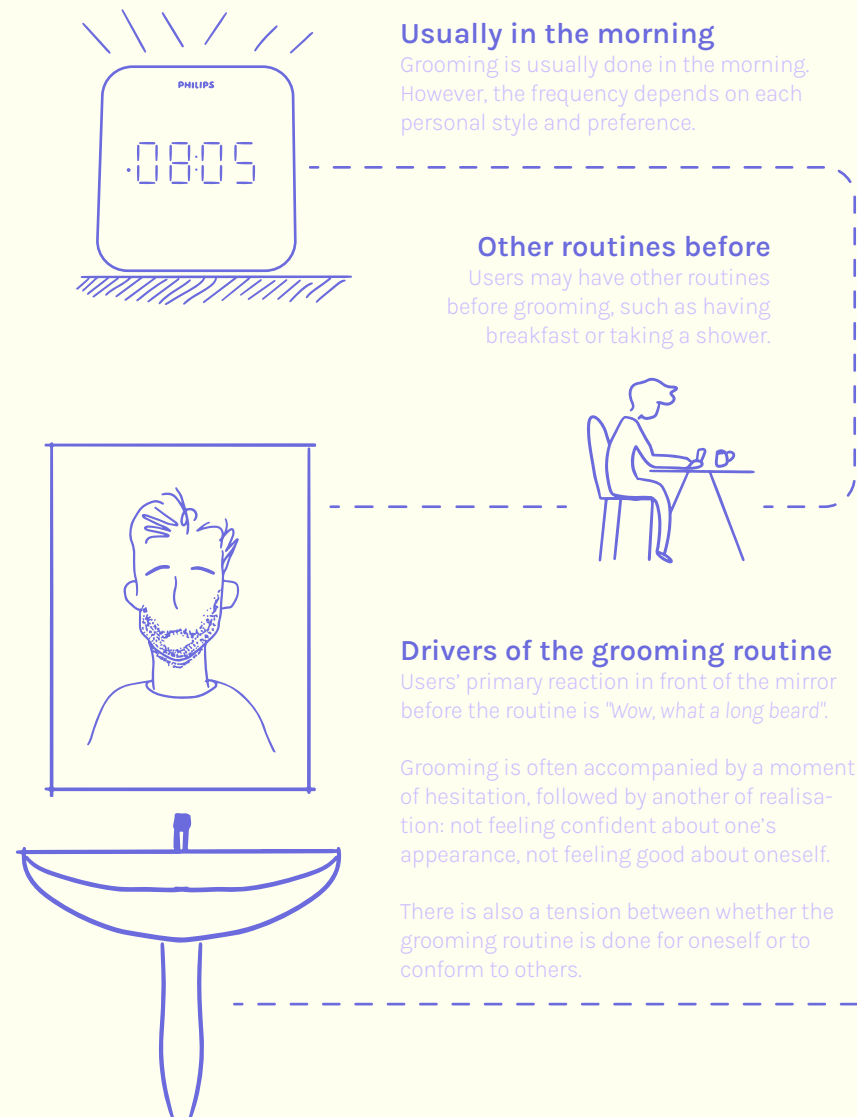 PHILIPS
08:05
Usually in the morning
Grooming is usually done in the morning.
However, the frequency depends on each
personal style and preference.
Other routines before
Users may have other routines
before grooming, such as having
breakfast or taking a shower.
Drivers of the grooming routine
Users’ primary reaction in front of the mirror
before the routine is "Wow, what a long beard".
Grooming is often accompanied by a moment
of hesitation, followed by another of realisa-
tion: not feeling confident about one’s
appearance, not feeling good about oneself.
There is also a tension between whether the
grooming routine is done for oneself or to
conform to others.